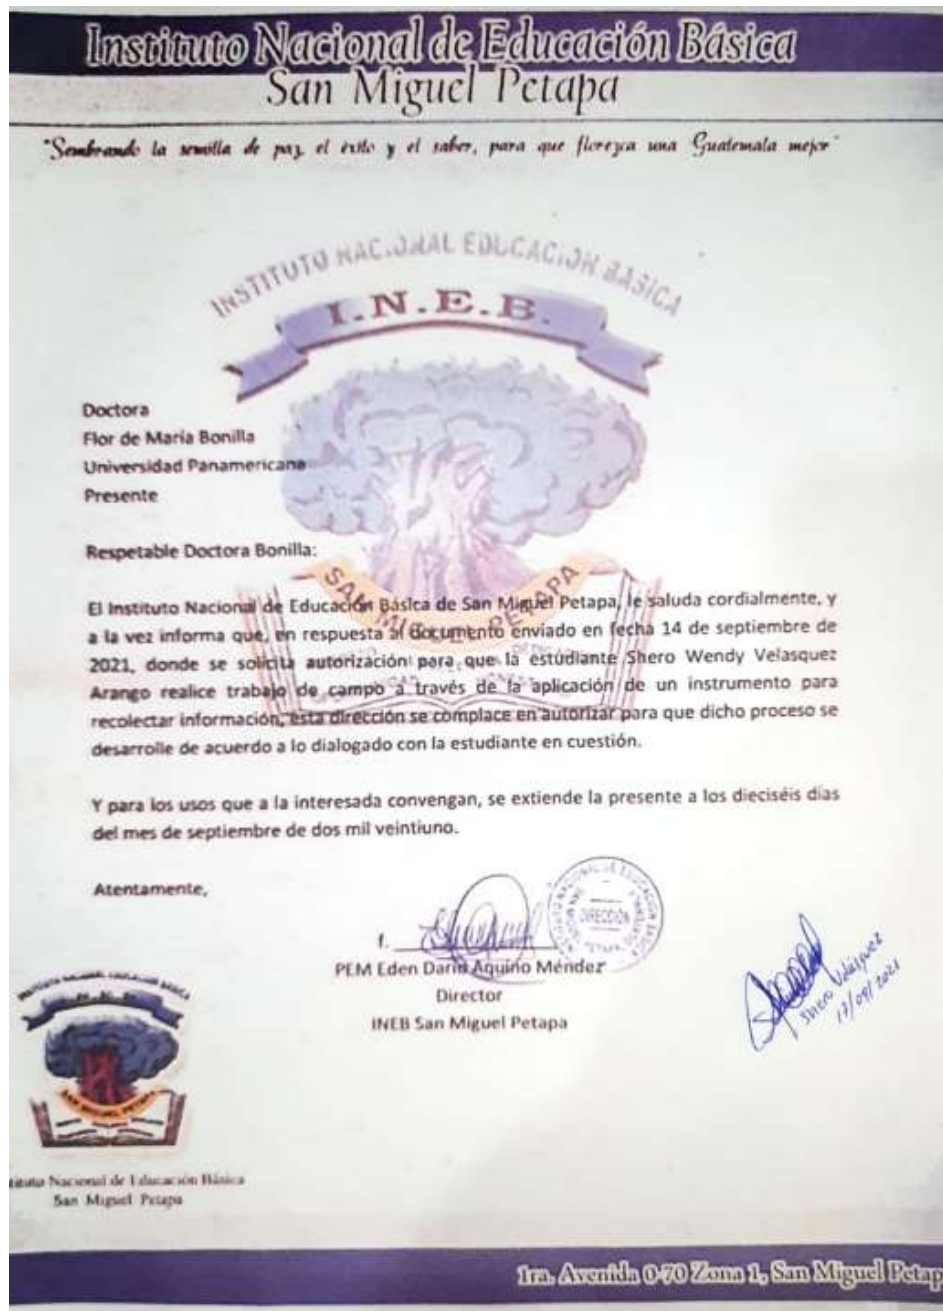 Instituto Nacional de Educación Básica
San Miguel Petapa
"Sembrando la semilla de paz, el éxito y el saber, para que florezca una Guatemala mejor"
INSTITUTO NACIONAL EDUCACIÓN BÁSICA
I.N.E.B.
Doctora
Flor de María Bonilla
Universidad Panamericana
Presente
Respetable Doctora Bonilla:
SAN MIGUEL PETAPA
El Instituto Nacional de Educación Básica de San Miguel Petapa, le saluda cordialmente, y
a la vez informa que, en respuesta al documento enviado en fecha 14 de septiembre de
2021, donde se solicita autorización para que la estudiante Shero Wendy Velasquez
Arango realice trabajo de campo a través de la aplicación de un instrumento para
recolectar información, esta dirección se complace en autorizar para que dicho proceso se
desarrolle de acuerdo a lo dialogado con la estudiante en cuestión.
Y para los usos que a la interesada convengan, se extiende la presente a los dieciséis días
del mes de septiembre de dos mil veintiuno.
Atentamente,
f.
DIRECCIÓN
PEM Eden Dario Aquino Méndez
Director
INEB San Miguel Petapa
Shero Velásquez
17/09/2021
SAN MIGUEL PETAPA
Nacional de Educación Básica
San Miguel Petapa
1ra. Avenida 0-70 Zona 1, San Miguel Petap